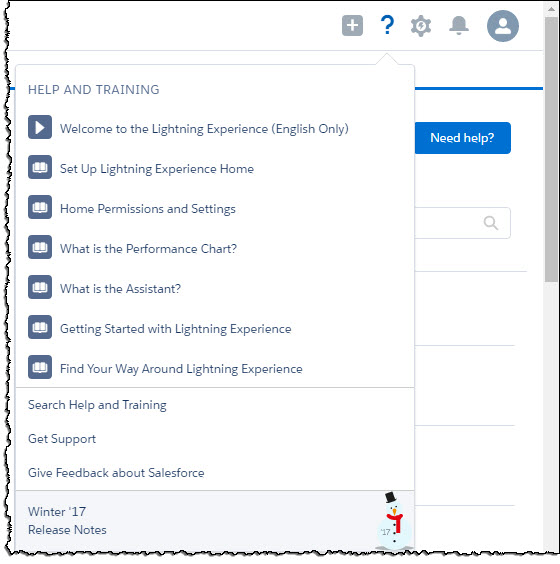 ?
HELP AND TRAINING
Welcome to the Lightning Experience (English Only)
Need help?
Set Up Lightning Experience Home
Home Permissions and Settings
What is the Performance Chart?
What is the Assistant?
Getting Started with Lightning Experience
Find Your Way Around Lightning Experience
Search Help and Training
Get Support
Give Feedback about Salesforce
Winter '17
Release Notes
'17